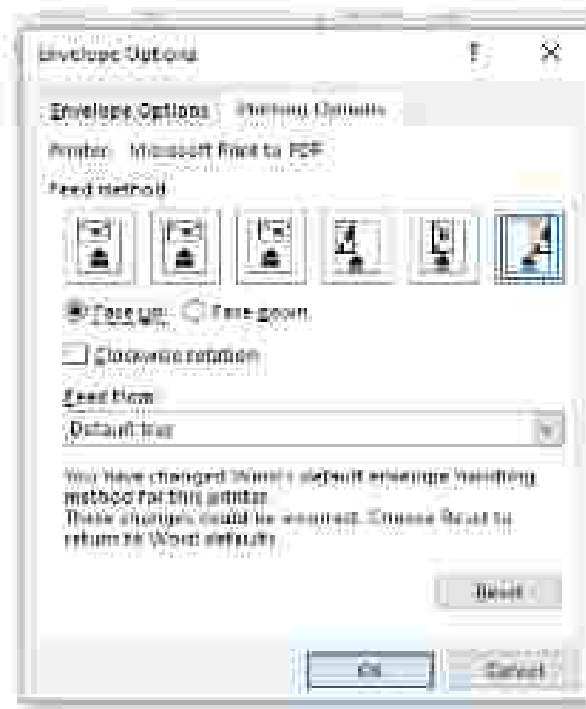 Envelope Options
? X
Envelope Options Printing Options
Printer: Microsoft Print to PDF
Feed method
Face up Face down
Clockwise rotation
Feed from:
Default tray
You have changed Word's default envelope handling
method for this printer.
These changes could be incorrect. Choose Reset to
return to Word defaults.
Reset
OK
Cancel